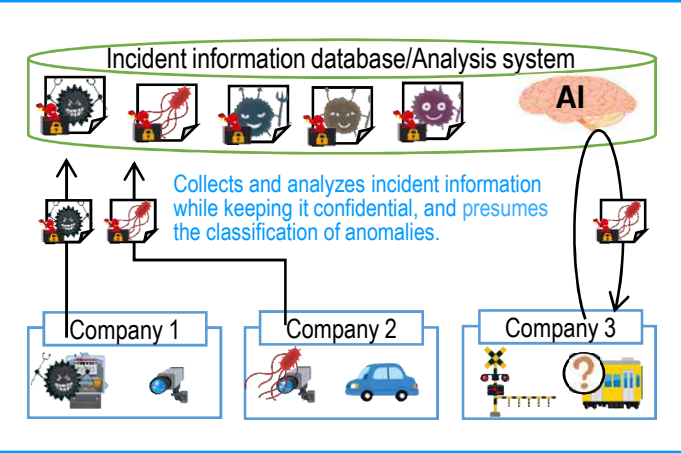 Incident information database/Analysis system
AI
Collects and analyzes incident information
while keeping it confidential, and presumes
the classification of anomalies.
Company 1
Company 2
Company 3
?